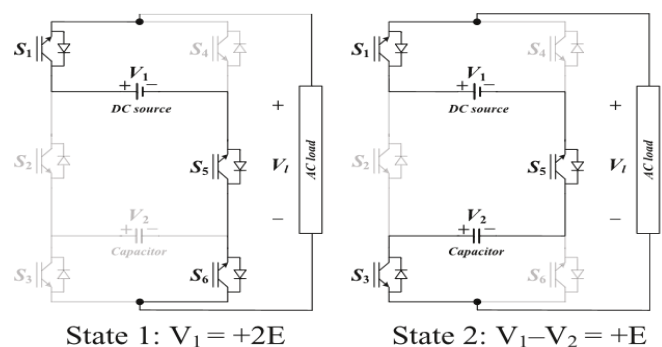 S1
S4
V1
+ −
DC source
S2
S5
V2
+ −
Capacitor
S3
S6
+
Vl
−
AC load
State 1: V1 = +2E
S1
S4
V1
+ −
DC source
S2
S5
V2
+ −
Capacitor
S3
S6
+
Vl
−
AC load
State 2: V1−V2 = +E